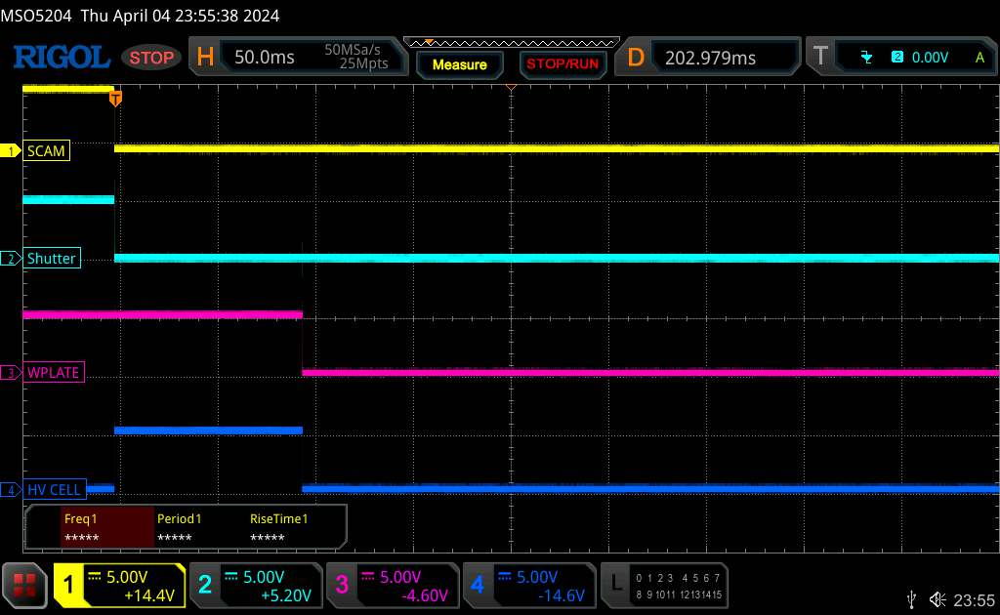 MSO5204 Thu April 04 23:55:38 2024
RIGOL STOP H 50.0ms 50MSa/s 25Mpts Measure STOP/RUN D 202.979ms T 2 0.00V A
T
1 SCAM
2 Shutter
3 WPLATE
4 HV CELL
Freq1 Period1 RiseTime1
***** ***** *****
1 5.00V 2 5.00V 3 5.00V 4 5.00V L 0 1 2 3 4 5 6 7
+14.4V +5.20V -4.60V -14.6V 8 9 10 11 12 13 14 15
23:55